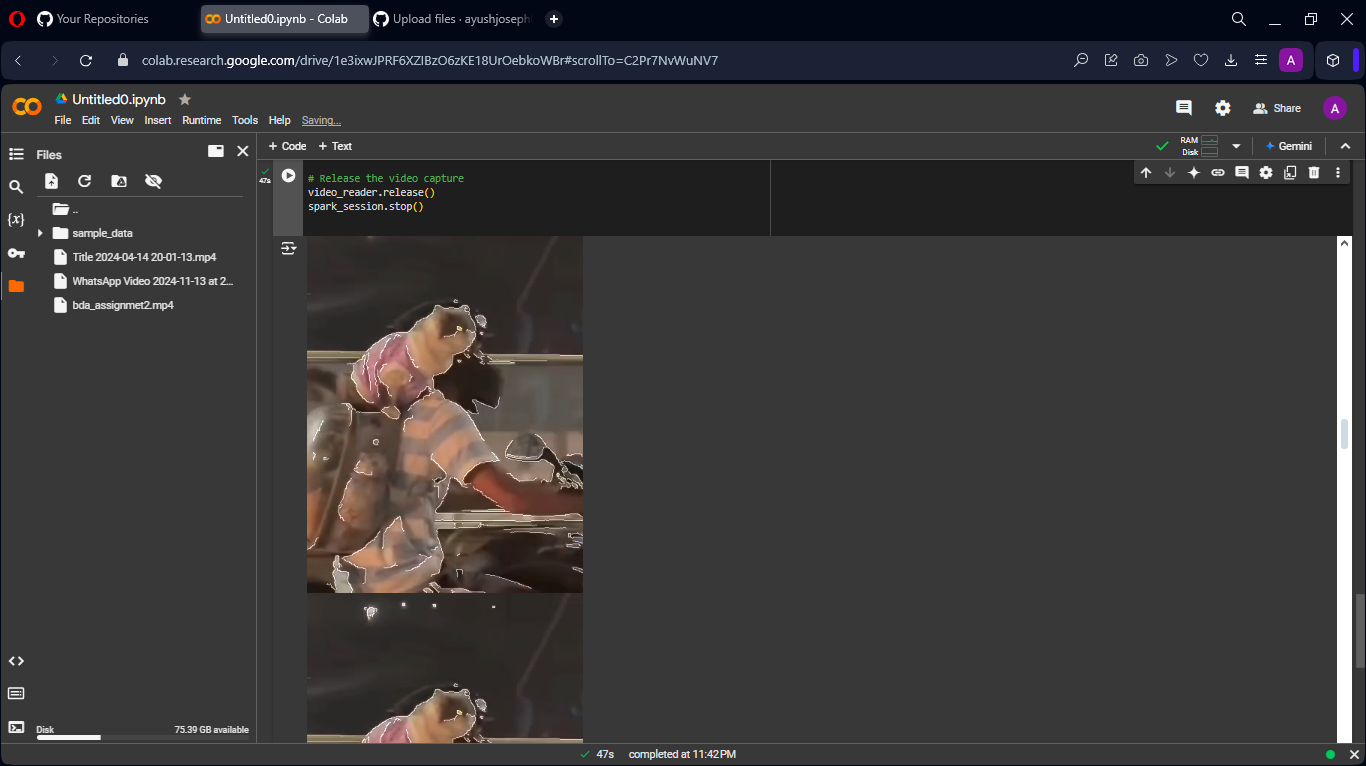 Your Repositories
Untitled0.ipynb - Colab
Upload files · ayushjoseph
colab.research.google.com/drive/1e3ixwJPRF6XZIBzO6zKE18UrOebkoWBr#scrollTo=C2Pr7NvWuNV7
A
Untitled0.ipynb
File Edit View Insert Runtime Tools Help Saving...
Share
A
Files
+ Code + Text
RAM
Disk
Gemini
..
sample_data
Title 2024-04-14 20-01-13.mp4
WhatsApp Video 2024-11-13 at 2...
bda_assignmet2.mp4
{x}
47s
# Release the video capture
video_reader.release()
spark_session.stop()
Disk
75.39 GB available
47s completed at 11:42 PM